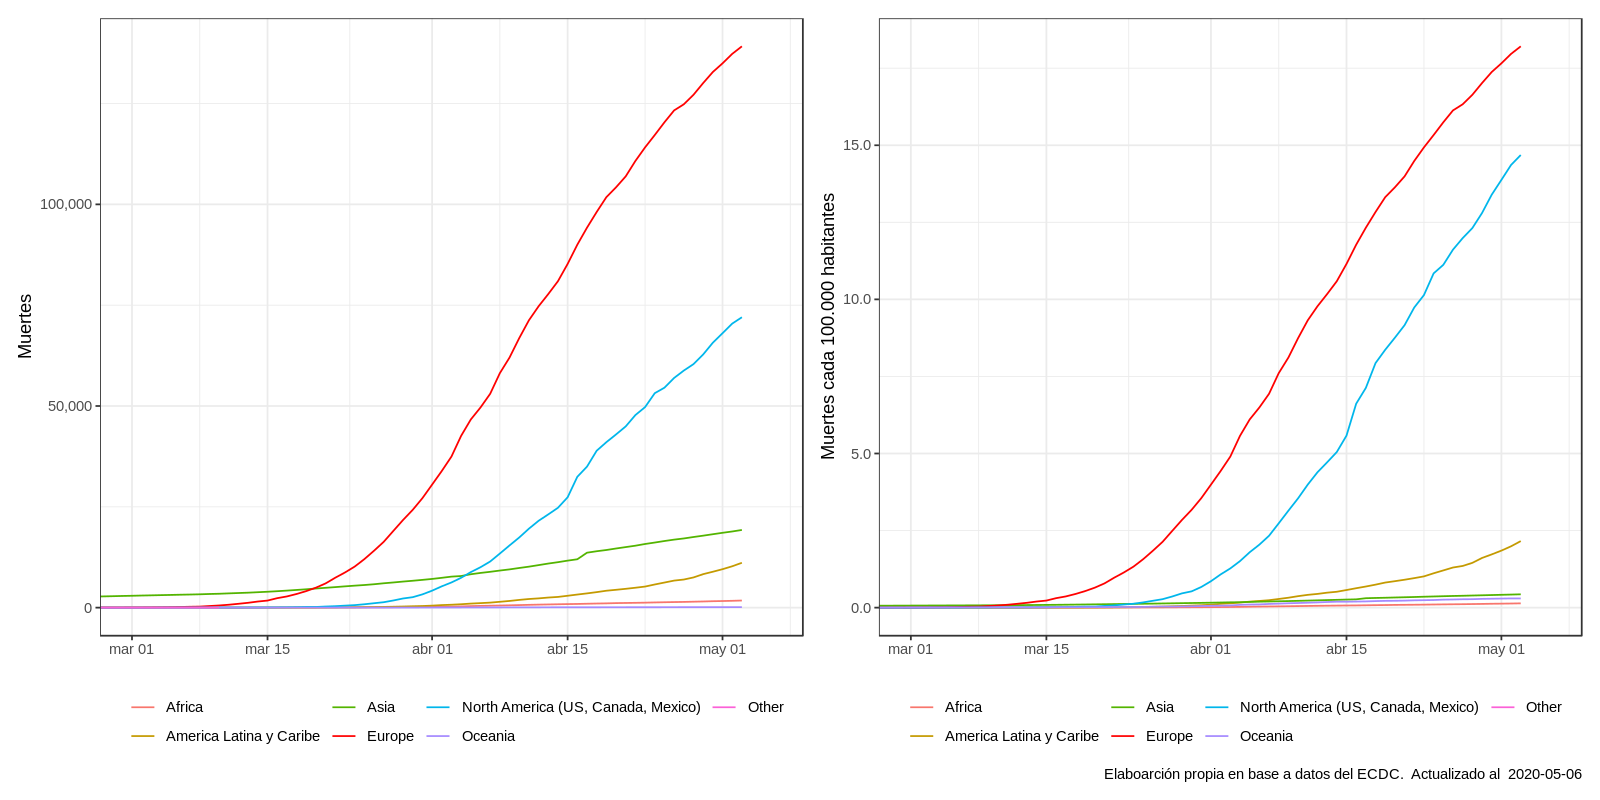 Muertes
100,000
50,000
0
mar 01 mar 15 abr 01 abr 15 may 01
Africa Asia North America (US, Canada, Mexico) Other
America Latina y Caribe Europe Oceania
Muertes cada 100.000 habitantes
15.0
10.0
5.0
0.0
mar 01 mar 15 abr 01 abr 15 may 01
Africa Asia North America (US, Canada, Mexico) Other
America Latina y Caribe Europe Oceania
Elaboarción propia en base a datos del ECDC. Actualizado al 2020-05-06